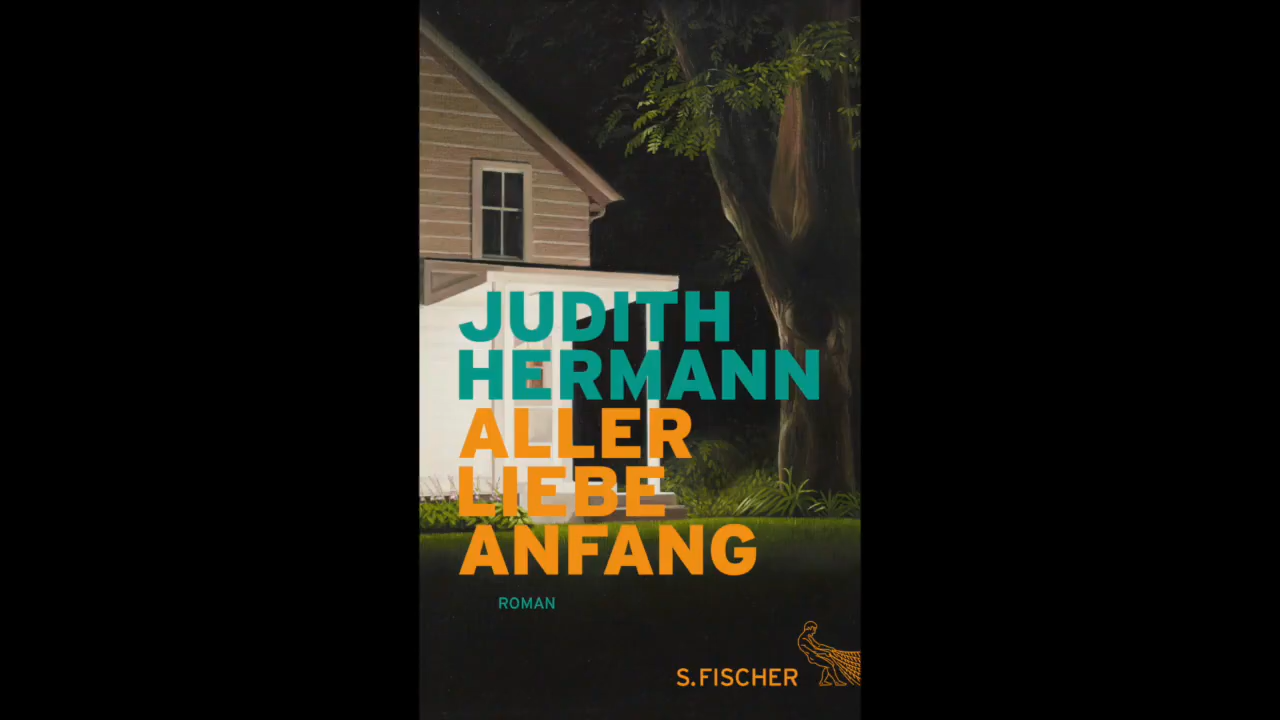 JUDITH
HERMANN
ALLER
LIEBE
ANFANG
ROMAN
S.FISCHER